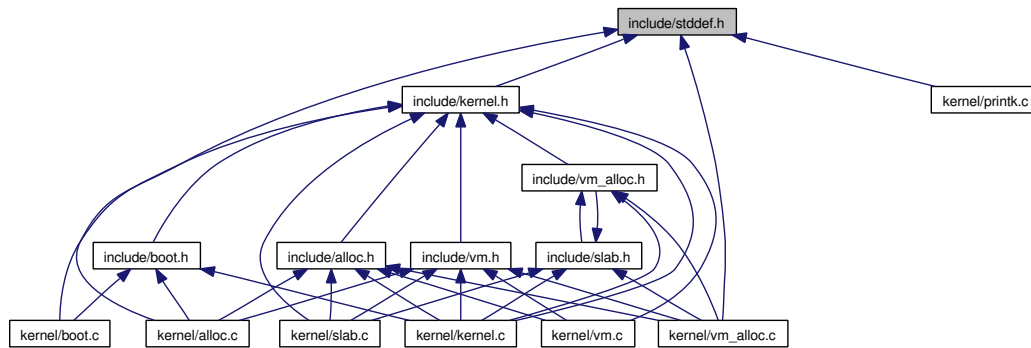 include/stddef.h
include/kernel.h
kernel/printk.c
include/vm_alloc.h
include/boot.h
include/alloc.h
include/vm.h
include/slab.h
kernel/boot.c
kernel/alloc.c
kernel/slab.c
kernel/kernel.c
kernel/vm.c
kernel/vm_alloc.c